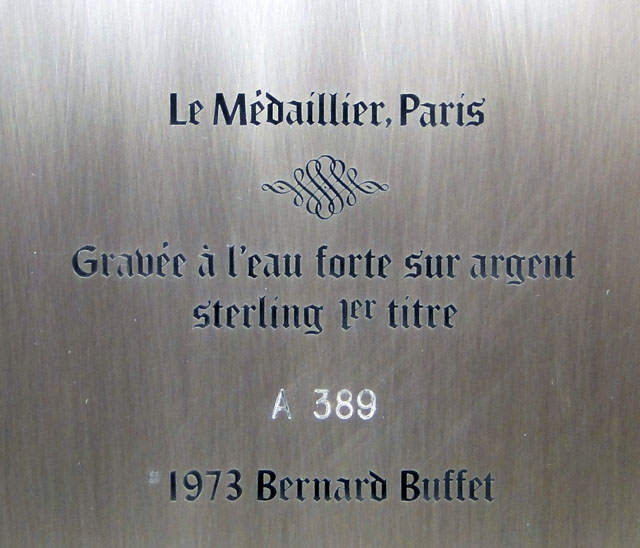 Le Médaillier, Paris
Gravée à l'eau forte sur argent
sterling 1er titre
A 389
1973 Bernard Buffet